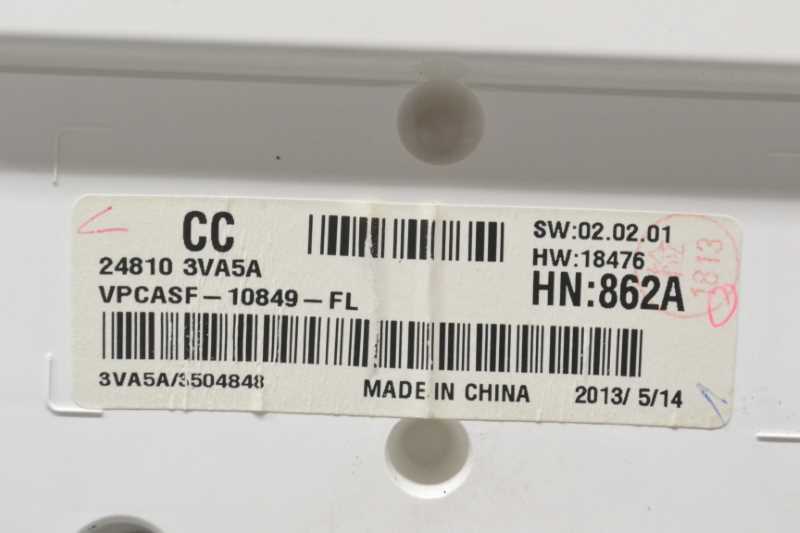 CC
24810 3VA5A
VPCASF-10849-FL
SW:02.02.01
HW:18476
HN:862A
1813
3VA5A/3504848
MADE IN CHINA
2013/ 5/14